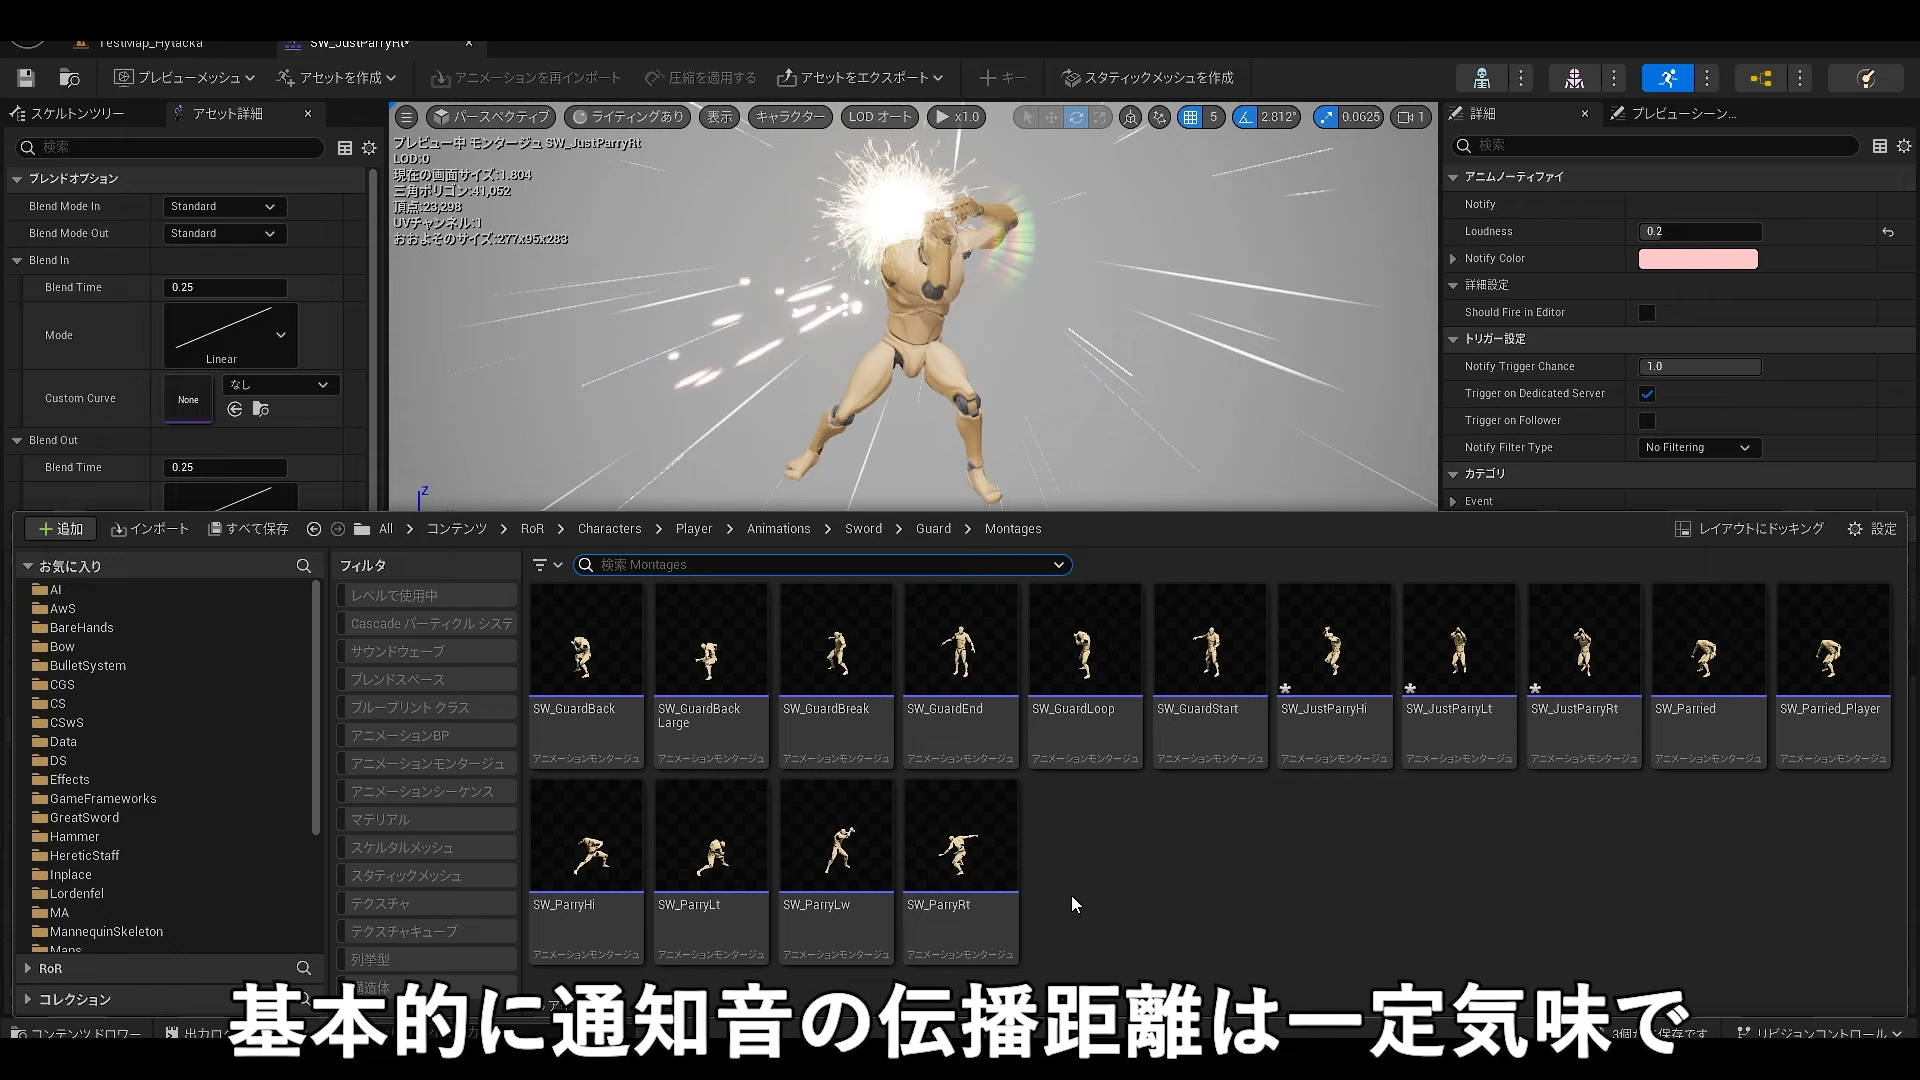 TestMap_Hytacka
SW_JustParryRt*
プレビューメッシュ
アセットを作成
アニメーションを再インポート
圧縮を適用する
アセットをエクスポート
キー
スタティックメッシュを作成
スケルトンツリー
アセット詳細
検索
ブレンドオプション
Blend Mode In
Standard
Blend Mode Out
Standard
Blend In
Blend Time
0.25
Mode
Linear
Custom Curve
None
なし
Blend Out
Blend Time
0.25
パースペクティブ
ライティングあり
表示
キャラクター
LOD オート
x1.0
5
2.812°
0.0625
1
プレビュー中 モンタージュ SW_JustParryRt
LOD:0
現在の画面サイズ:1.804
三角ポリゴン:41,052
頂点:23,298
UVチャンネル:1
おおよそのサイズ:277x95x283
Z
詳細
プレビューシーン...
検索
アニムノーティファイ
Notify
Loudness
0.2
Notify Color
詳細設定
Should Fire in Editor
トリガー設定
Notify Trigger Chance
1.0
Trigger on Dedicated Server
Trigger on Follower
Notify Filter Type
No Filtering
カテゴリ
Event
追加
インポート
すべて保存
All
コンテンツ
RoR
Characters
Player
Animations
Sword
Guard
Montages
レイアウトにドッキング
設定
お気に入り
AI
AwS
BareHands
Bow
BulletSystem
CGS
CS
CSwS
Data
DS
Effects
GameFrameworks
GreatSword
Hammer
HereticStaff
Inplace
Lordenfel
MA
MannequinSkeleton
Maps
RoR
コレクション
フィルタ
レベルで使用中
Cascade パーティクル システ
サウンドウェーブ
ブレンドスペース
ブループリント クラス
アニメーションBP
アニメーションモンタージュ
アニメーションシーケンス
マテリアル
スケルタルメッシュ
スタティックメッシュ
テクスチャ
テクスチャキューブ
列挙型
構造体
検索 Montages
SW_GuardBack
アニメーションモンタージュ
SW_GuardBack
Large
アニメーションモンタージュ
SW_GuardBreak
アニメーションモンタージュ
SW_GuardEnd
アニメーションモンタージュ
SW_GuardLoop
アニメーションモンタージュ
SW_GuardStart
アニメーションモンタージュ
SW_JustParryHi
アニメーションモンタージュ
SW_JustParryLt
アニメーションモンタージュ
SW_JustParryRt
アニメーションモンタージュ
SW_Parried
アニメーションモンタージュ
SW_Parried_Player
アニメーションモンタージュ
SW_ParryHi
アニメーションモンタージュ
SW_ParryLt
アニメーションモンタージュ
SW_ParryLw
アニメーションモンタージュ
SW_ParryRt
アニメーションモンタージュ
コンテンツドロワー
出力ロ
リビジョンコントロール
基本的に通知音の伝播距離は一定気味で